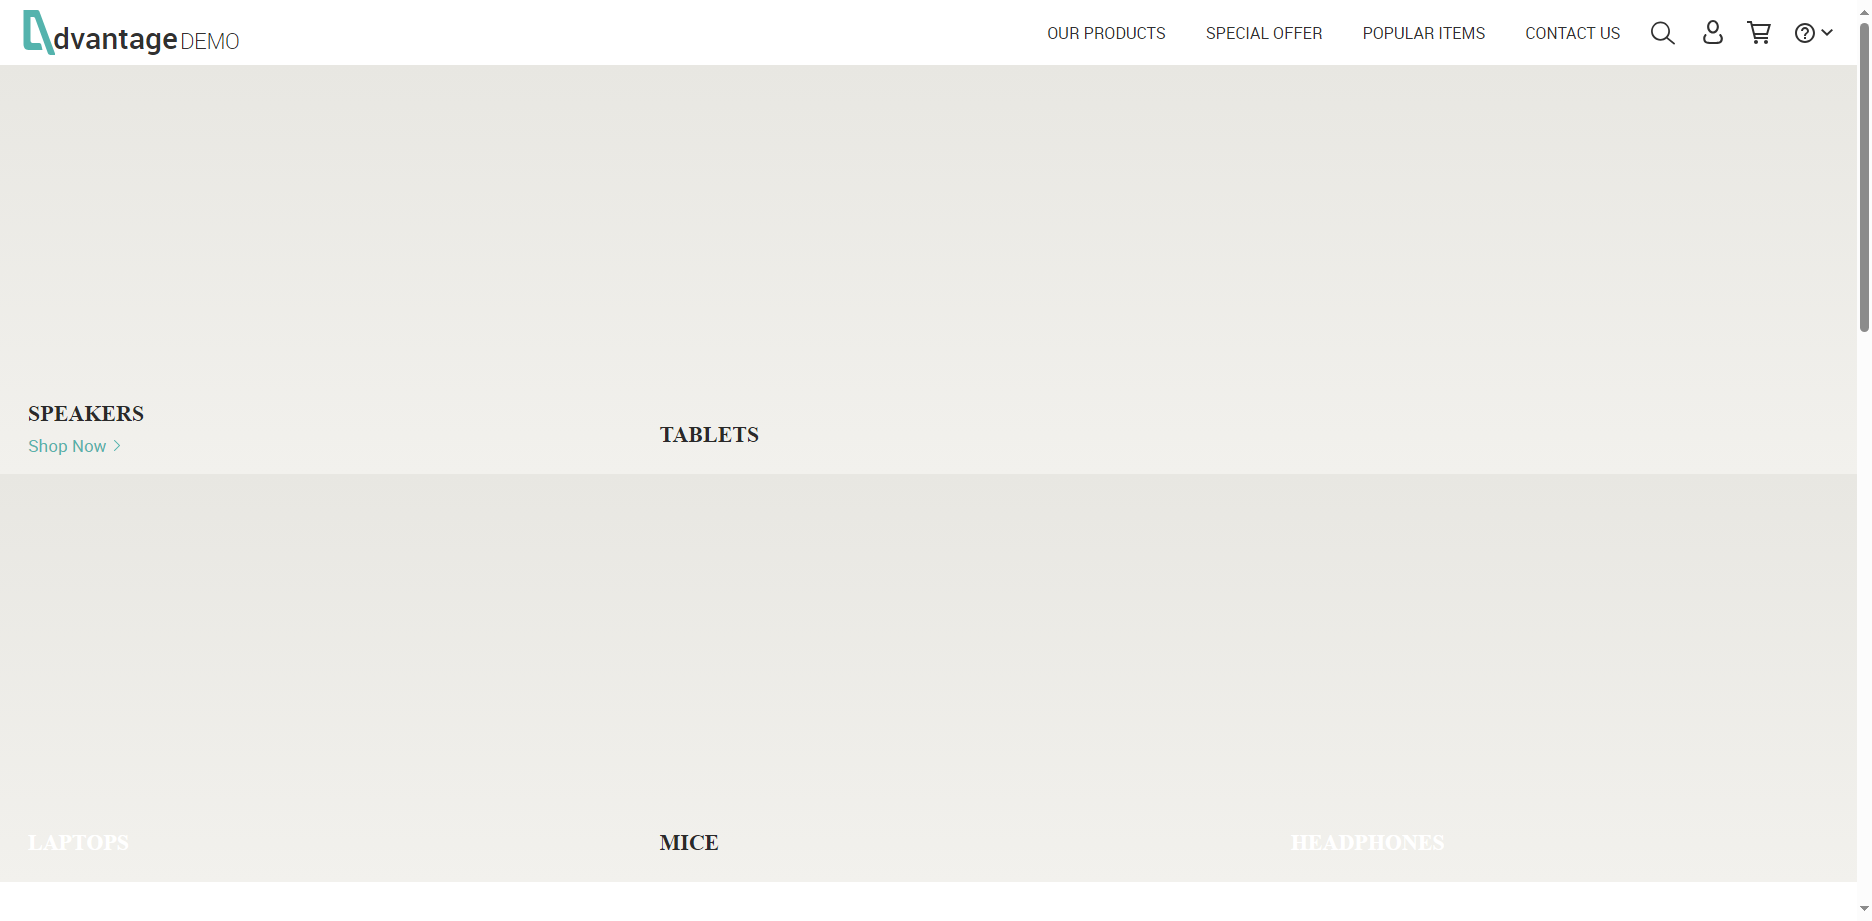 dvantage DEMO
OUR PRODUCTS
SPECIAL OFFER
POPULAR ITEMS
CONTACT US
SPEAKERS
Shop Now
TABLETS
LAPTOPS
MICE
HEADPHONES